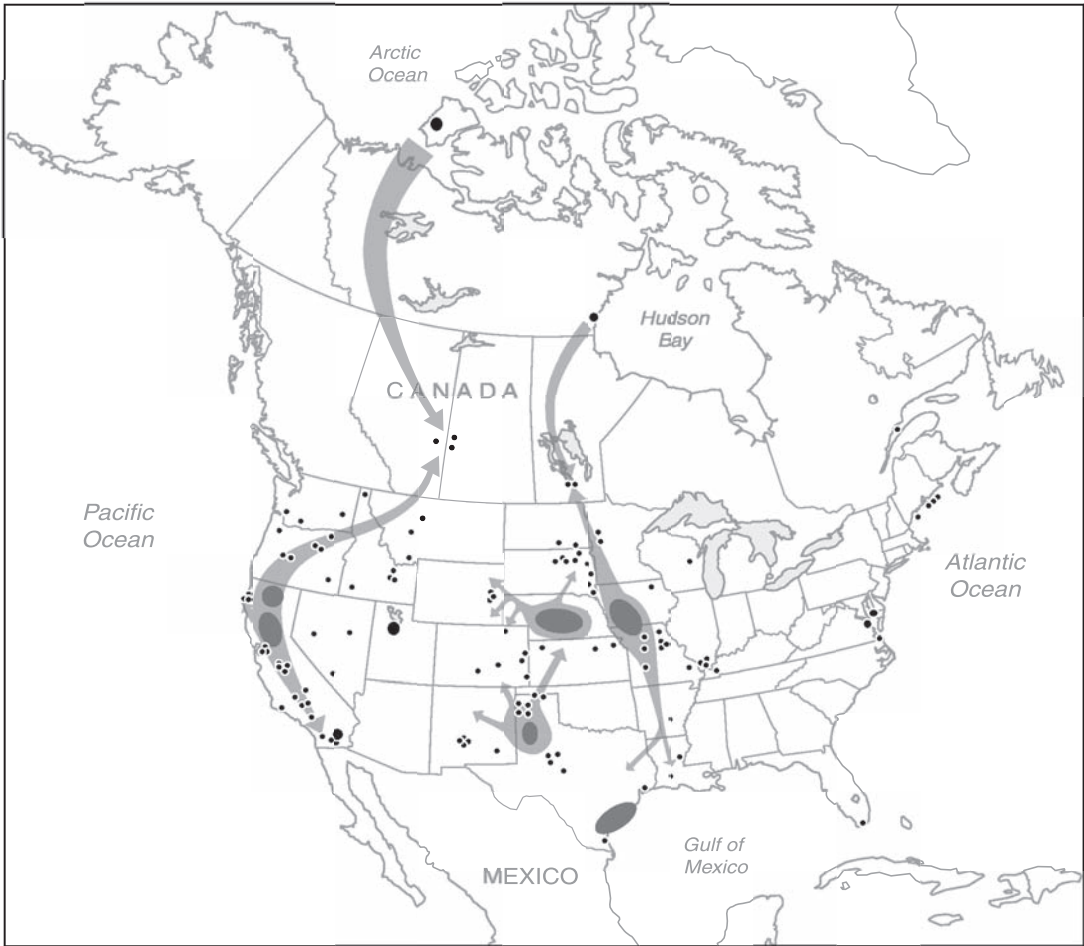 Arctic
Ocean
Hudson
Bay
CANADA
Pacific
Ocean
Atlantic
Ocean
Gulf of
Mexico
MEXICO